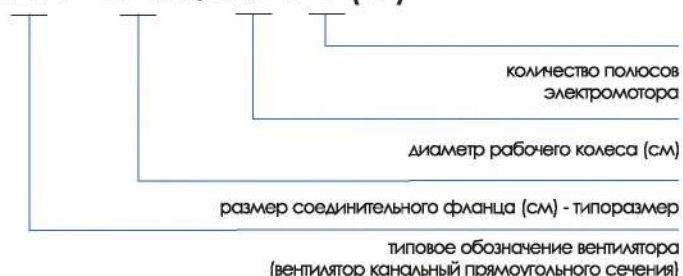 количество полюсов
электромотора
диаметр рабочего колеса (см)
размер соединительного фланца (см) - типоразмер
типовое обозначение вентилятора
(вентилятор канальный прямоугольного сечения)